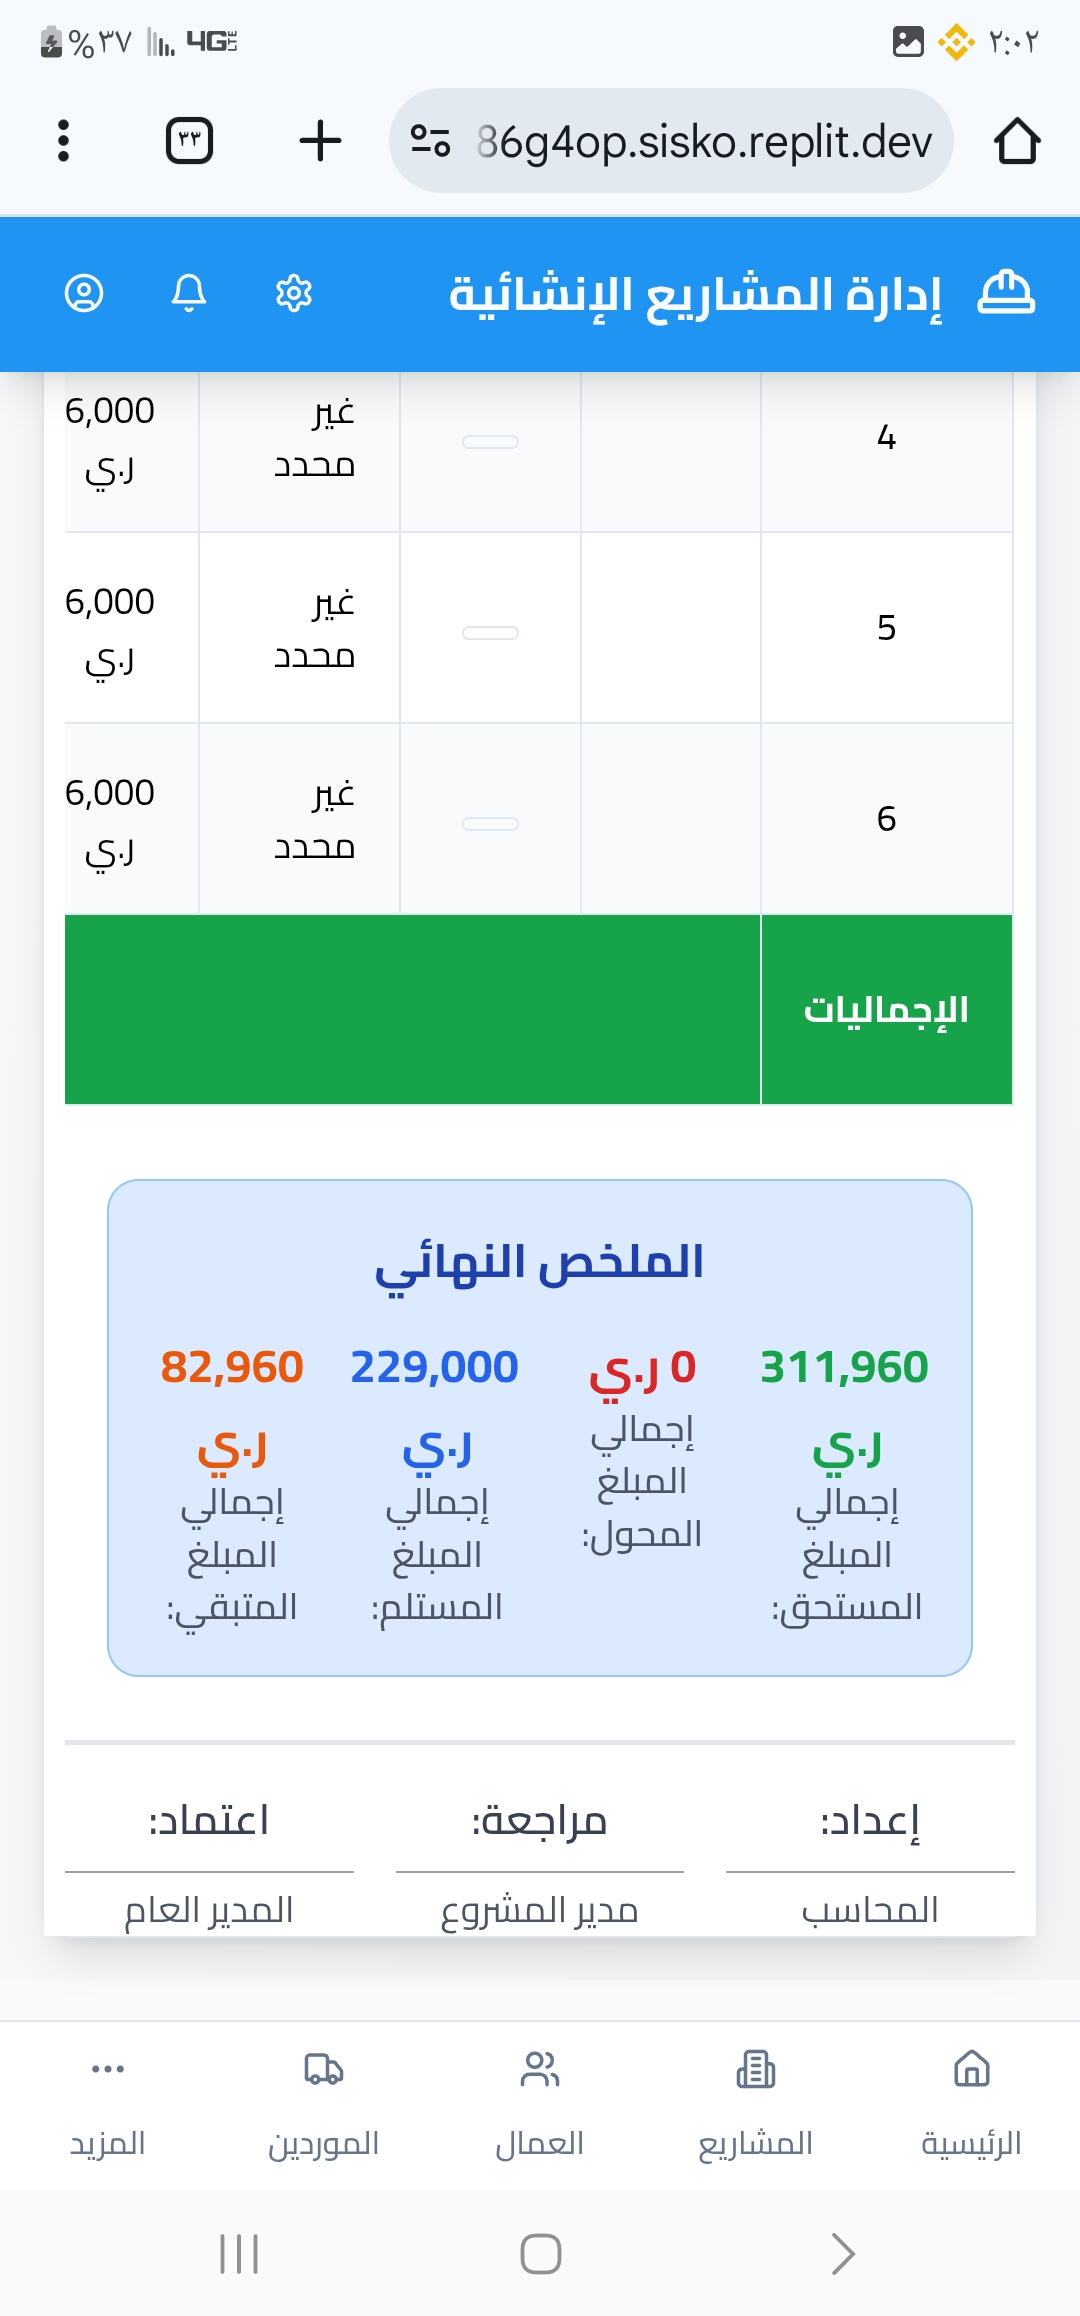 ٢:٠٢
4G LTE
%٣٧
86g4op.sisko.replit.dev
٣٣
إدارة المشاريع الإنشائية
4
غير محدد
6,000 ر.ي
5
غير محدد
6,000 ر.ي
6
غير محدد
6,000 ر.ي
الإجماليات
الملخص النهائي
311,960 ر.ي
إجمالي المبلغ المستحق:
0 ر.ي
إجمالي المبلغ المحول:
229,000 ر.ي
إجمالي المبلغ المستلم:
82,960 ر.ي
إجمالي المبلغ المتبقي:
إعداد:
المحاسب
مراجعة:
مدير المشروع
اعتماد:
المدير العام
الرئيسية
المشاريع
العمال
الموردين
المزيد